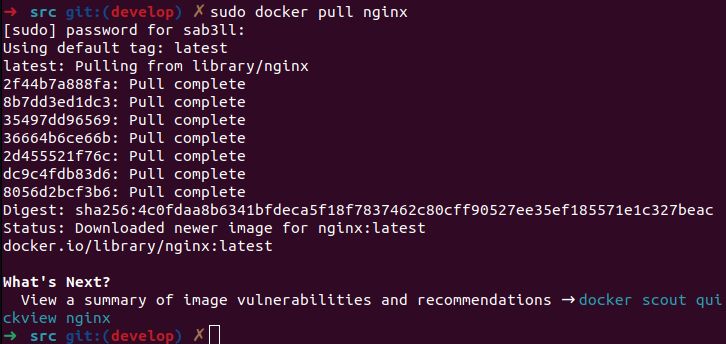 ➜ src git:(develop) ✗ sudo docker pull nginx
[sudo] password for sab3ll:
Using default tag: latest
latest: Pulling from library/nginx
2f44b7a888fa: Pull complete
8b7dd3ed1dc3: Pull complete
35497dd96569: Pull complete
36664b6ce66b: Pull complete
2d455521f76c: Pull complete
dc9c4fdb83d6: Pull complete
8056d2bcf3b6: Pull complete
Digest: sha256:4c0fdaa8b6341bfdeca5f18f7837462c80cff90527ee35ef185571e1c327beac
Status: Downloaded newer image for nginx:latest
docker.io/library/nginx:latest
What's Next?
View a summary of image vulnerabilities and recommendations → docker scout qui
ckview nginx
➜ src git:(develop) ✗